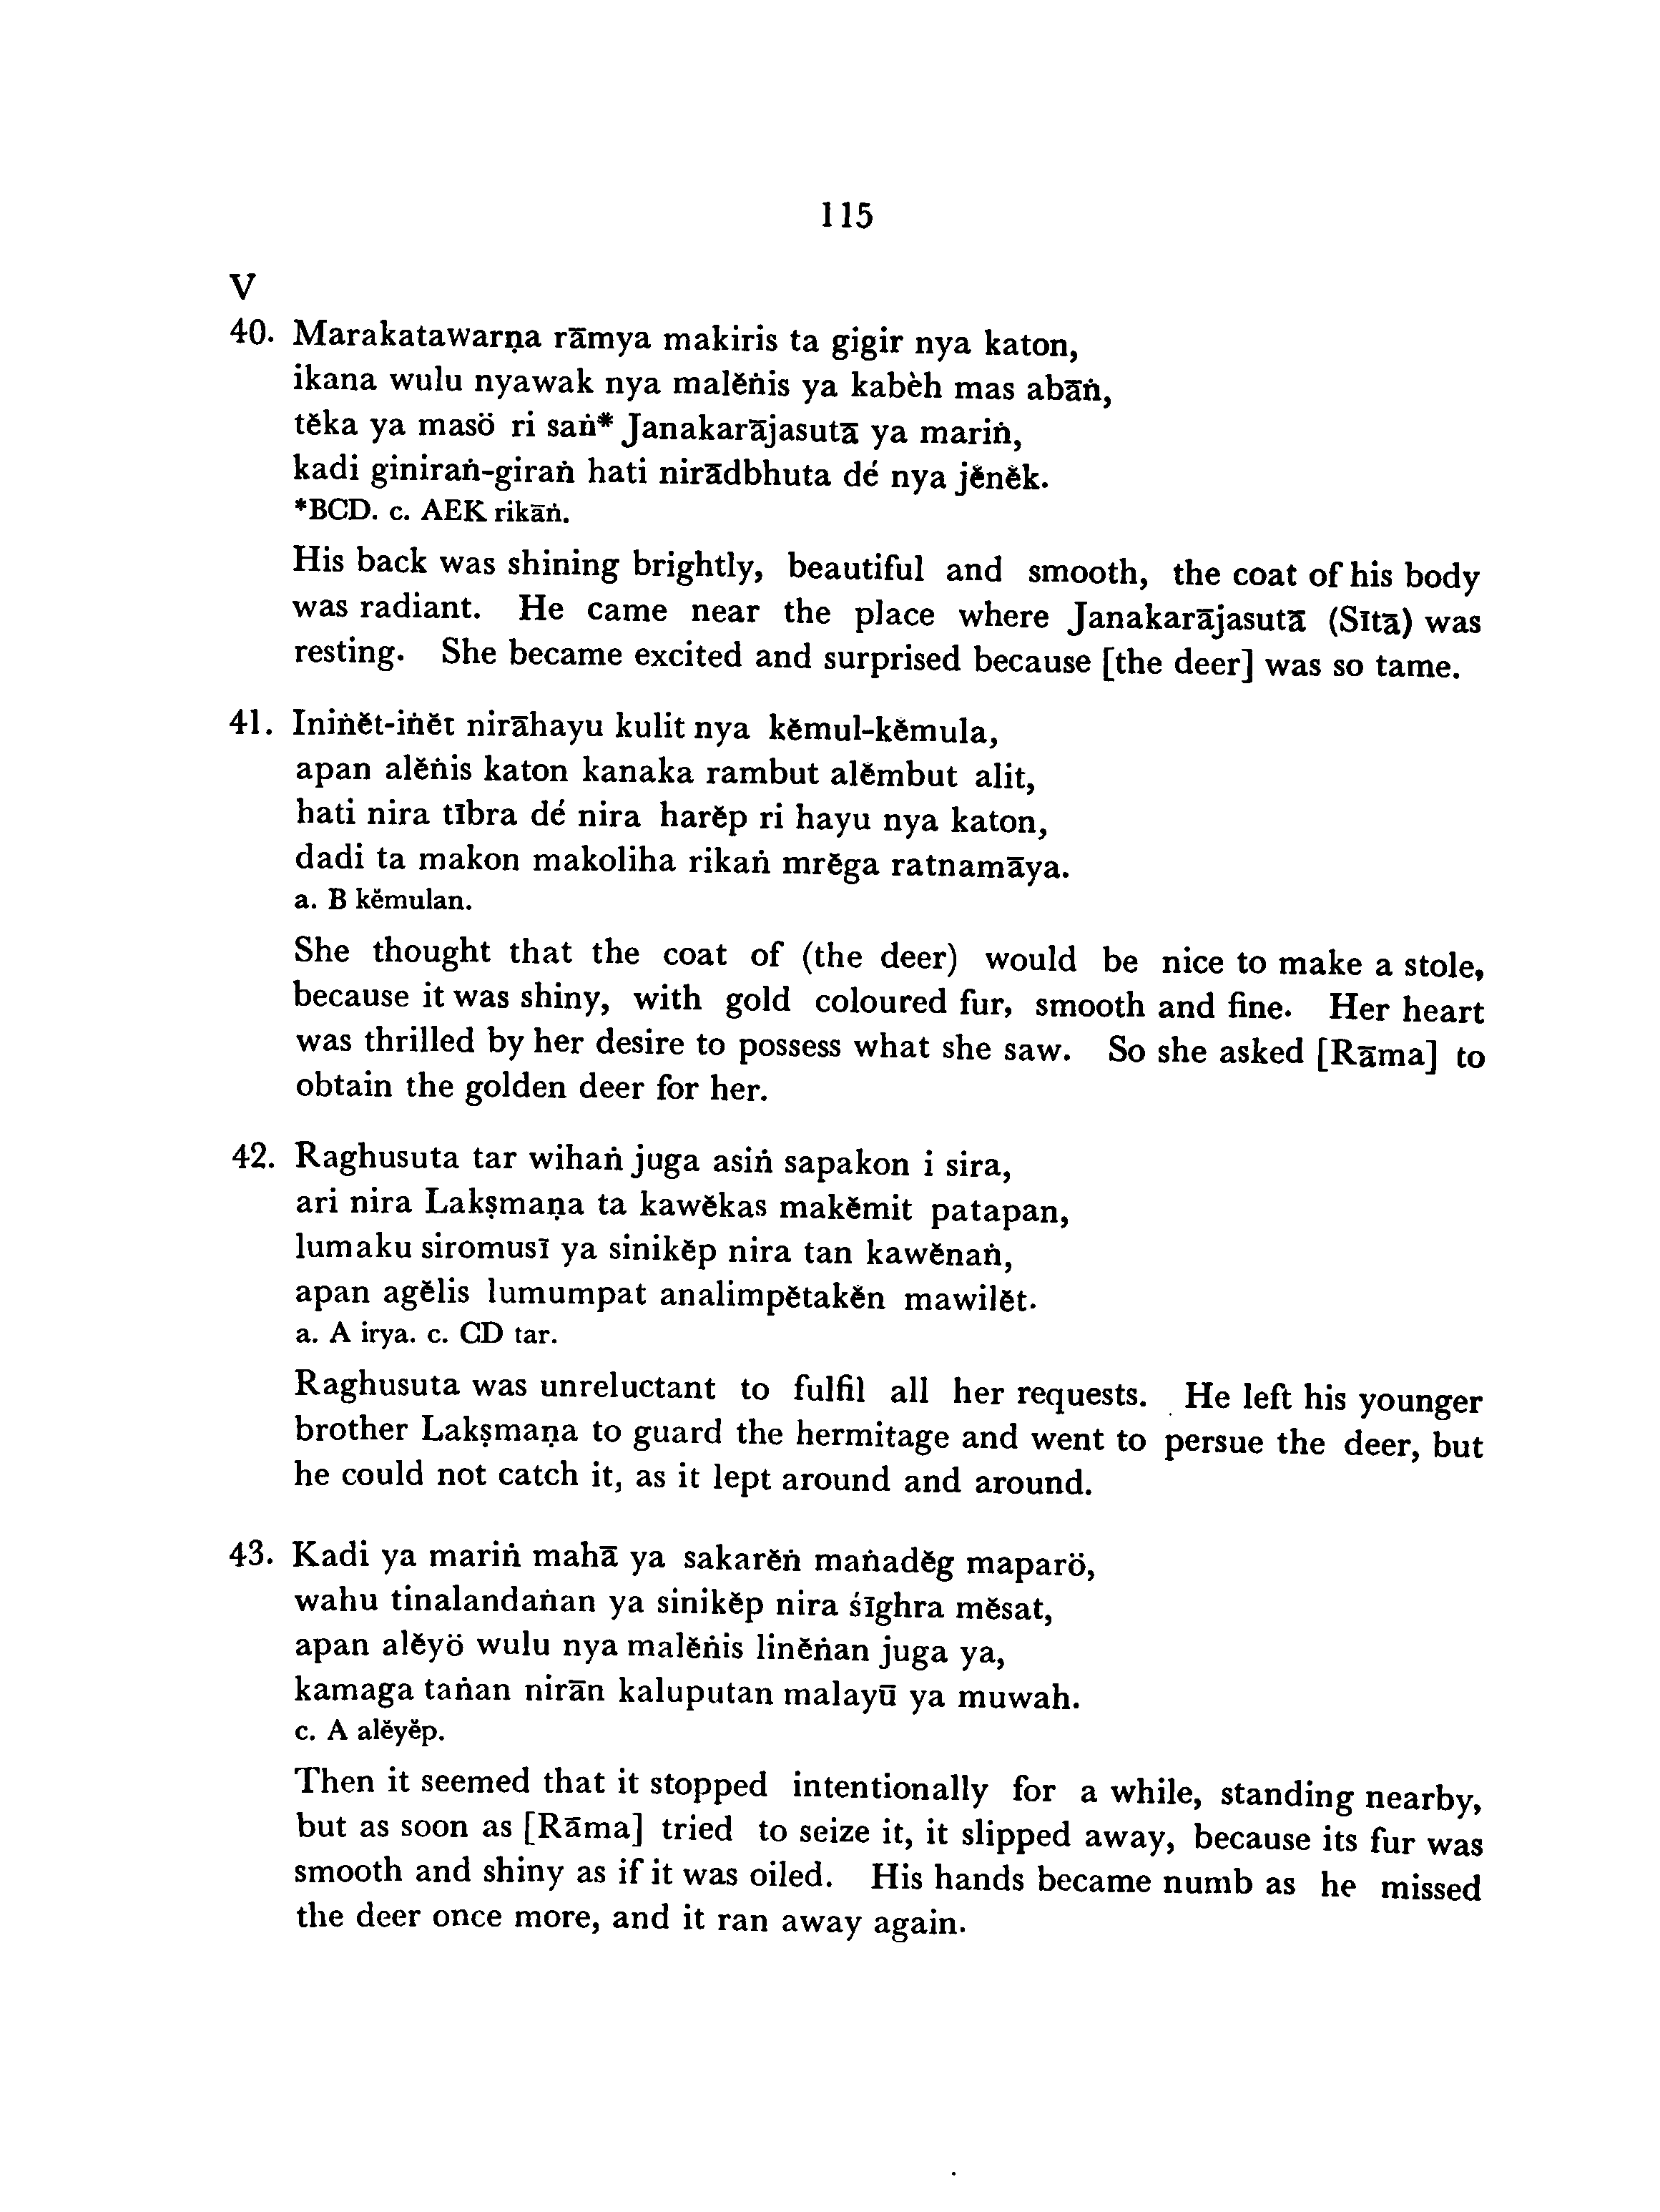 115
V
40. Marakatawarṇa rāmya makiris ta gigir nya katon,
ikana wulu nyawak nya malĕṅis ya kabèh mas abāṅ,
tĕka ya masö ri saṅ* Janakarājasutā ya mariṅ,
kadi giniraṅ-giraṅ hati nirādbhuta dé nya jĕnĕk.
*BCD. c. AEK rikāṅ.
His back was shining brightly, beautiful and smooth, the coat of his body
was radiant. He came near the place where Janakarājasutā (Sītā) was
resting. She became excited and surprised because [the deer] was so tame.
41. Iniṅĕt-iṅĕt nirāhayu kulit nya kĕmul-kĕmula,
apan alĕṅis katon kanaka rambut alĕmbut alit,
hati nira tībra dé nira harĕp ri hayu nya katon,
dadi ta makon makoliha rikaṅ mrĕga ratnamāya.
a. B kĕmulan.
She thought that the coat of (the deer) would be nice to make a stole,
because it was shiny, with gold coloured fur, smooth and fine. Her heart
was thrilled by her desire to possess what she saw. So she asked [Rāma] to
obtain the golden deer for her.
42. Raghusuta tar wihaṅ juga asiṅ sapakon i sira,
ari nira Lakṣmaṇa ta kawĕkas makĕmit patapan,
lumaku siromusī ya sinikĕp nira tan kawĕnaṅ,
apan agĕlis lumumpat analimpĕtakĕn mawilĕt.
a. A irya. c. CD tar.
Raghusuta was unreluctant to fulfil all her requests. He left his younger
brother Lakṣmaṇa to guard the hermitage and went to persue the deer, but
he could not catch it, as it lept around and around.
43. Kadi ya mariṅ mahā ya sakarĕṅ maṅadĕg maparö,
wahu tinalandaṅan ya sinikĕp nira śīghra mĕsat,
apan alĕyö wulu nya malĕṅis linĕṅan juga ya,
kamaga taṅan nirān kaluputan malayū ya muwah.
c. A alĕyĕp.
Then it seemed that it stopped intentionally for a while, standing nearby,
but as soon as [Rāma] tried to seize it, it slipped away, because its fur was
smooth and shiny as if it was oiled. His hands became numb as he missed
the deer once more, and it ran away again.